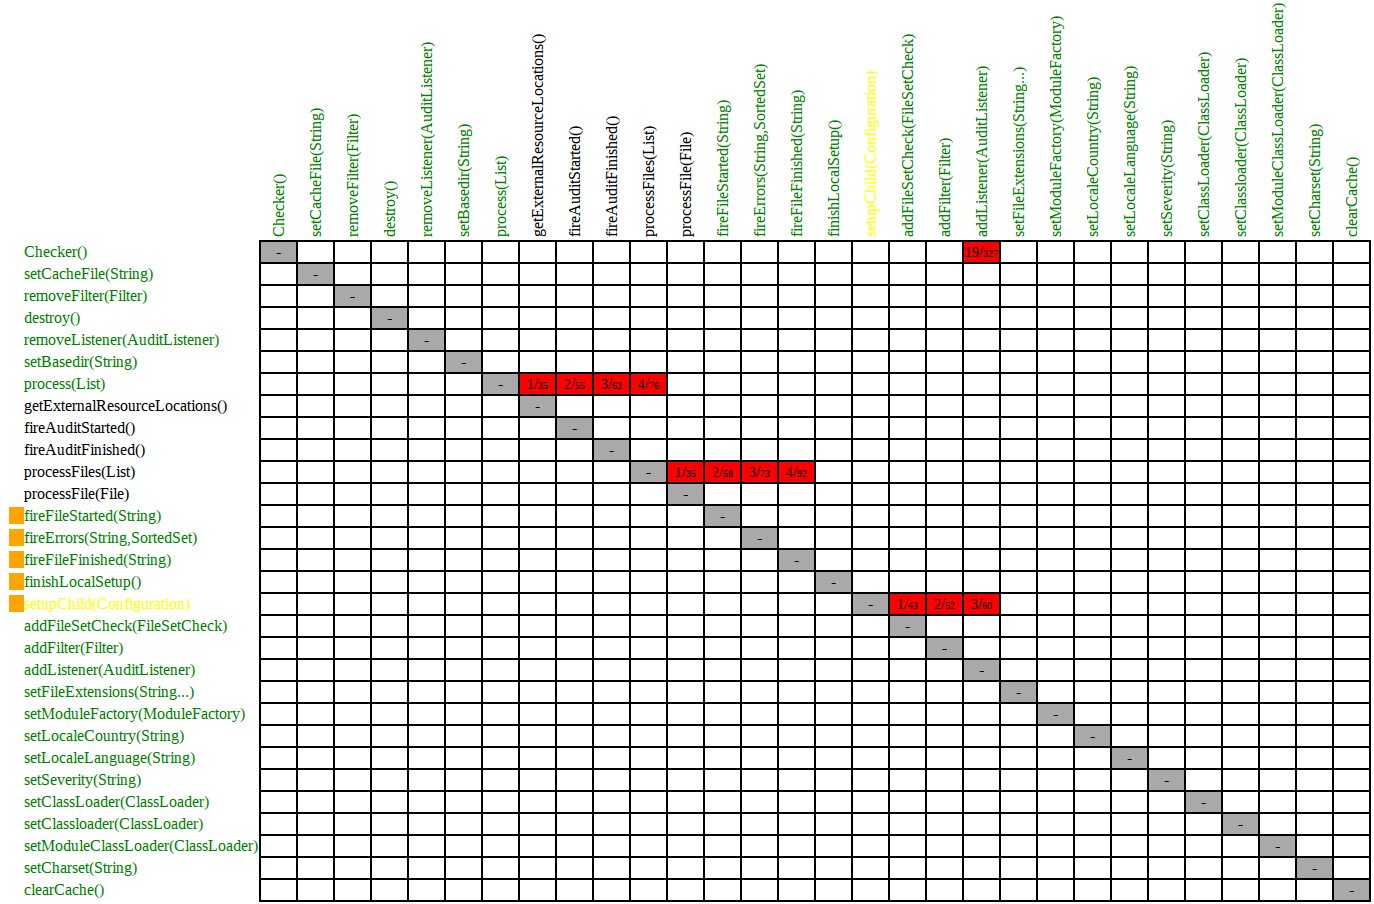 Checker()
setCacheFile(String)
removeFilter(Filter)
destroy()
removeListener(AuditListener)
setBasedir(String)
process(List)
getExternalResourceLocations()
fireAuditStarted()
fireAuditFinished()
processFiles(List)
processFile(File)
fireFileStarted(String)
fireErrors(String,SortedSet)
fireFileFinished(String)
finishLocalSetup()
setupChild(Configuration)
addFileSetCheck(FileSetCheck)
addFilter(Filter)
addListener(AuditListener)
setFileExtensions(String...)
setModuleFactory(ModuleFactory)
setLocaleCountry(String)
setLocaleLanguage(String)
setSeverity(String)
setClassLoader(ClassLoader)
setClassloader(ClassLoader)
setModuleClassLoader(ClassLoader)
setCharset(String)
clearCache()
Checker() - 19/327
setCacheFile(String) -
removeFilter(Filter) -
destroy() -
removeListener(AuditListener) -
setBasedir(String) -
process(List) - 1/35 2/55 3/63 4/76
getExternalResourceLocations() -
fireAuditStarted() -
fireAuditFinished() -
processFiles(List) - 1/35 2/58 3/73 4/92
processFile(File) -
fireFileStarted(String) -
fireErrors(String,SortedSet) -
fireFileFinished(String) -
finishLocalSetup() -
setupChild(Configuration) - 1/43 2/52 3/60
addFileSetCheck(FileSetCheck) -
addFilter(Filter) -
addListener(AuditListener) -
setFileExtensions(String...) -
setModuleFactory(ModuleFactory) -
setLocaleCountry(String) -
setLocaleLanguage(String) -
setSeverity(String) -
setClassLoader(ClassLoader) -
setClassloader(ClassLoader) -
setModuleClassLoader(ClassLoader) -
setCharset(String) -
clearCache() -